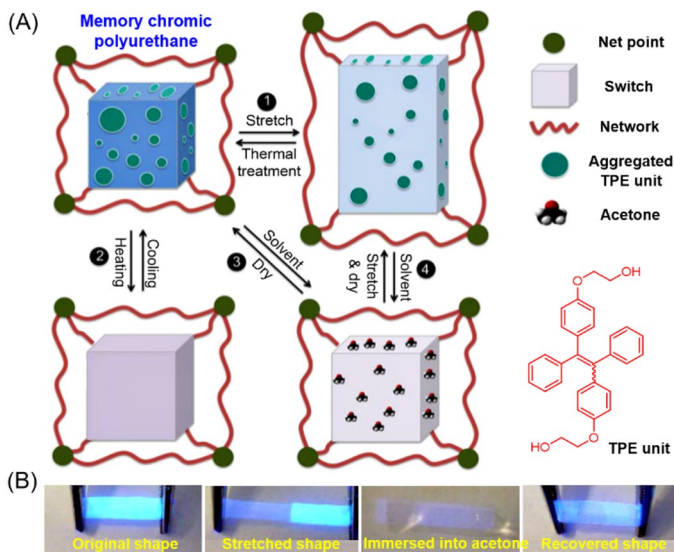 (A)
Memory chromic
polyurethane
1
Stretch
Thermal
treatment
2
Heating
Cooling
3
Solvent
Dry
4
Stretch
& dry
Solvent
Net point
Switch
Network
Aggregated
TPE unit
Acetone
OH
O
O
HO
TPE unit
(B)
Original shape
Stretched shape
Immersed into acetone
Recovered shape